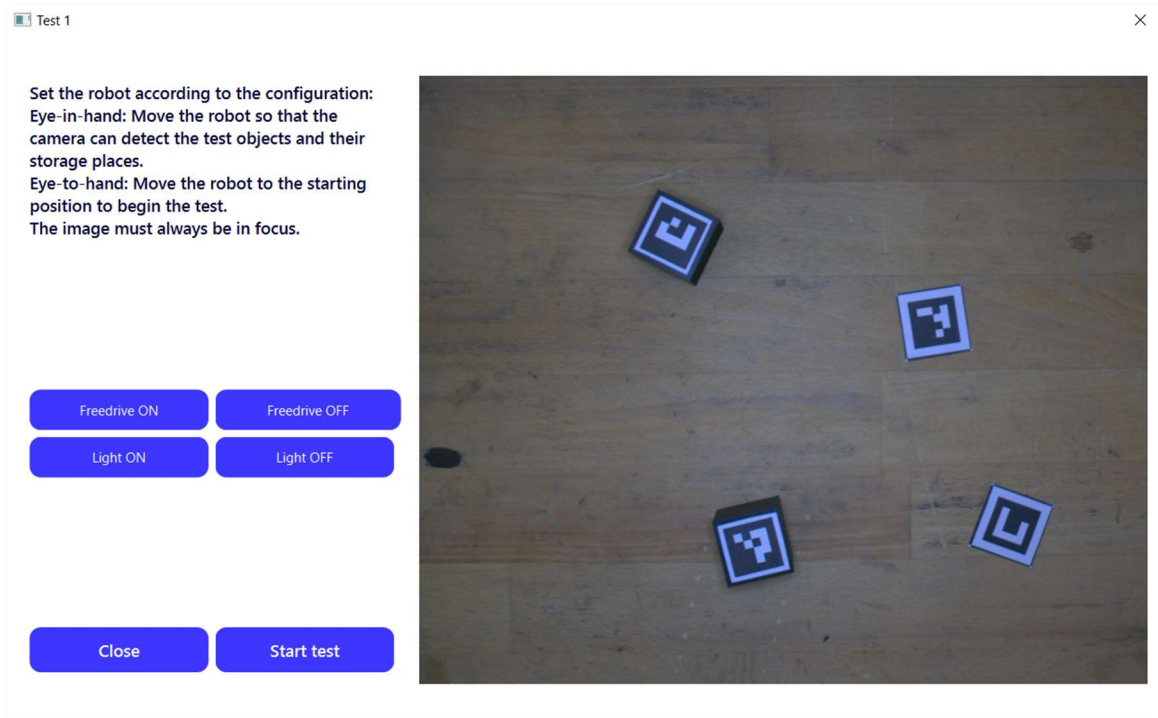 Test 1
Set the robot according to the configuration:
Eye-in-hand: Move the robot so that the
camera can detect the test objects and their
storage places.
Eye-to-hand: Move the robot to the starting
position to begin the test.
The image must always be in focus.
Freedrive ON
Freedrive OFF
Light ON
Light OFF
Close
Start test